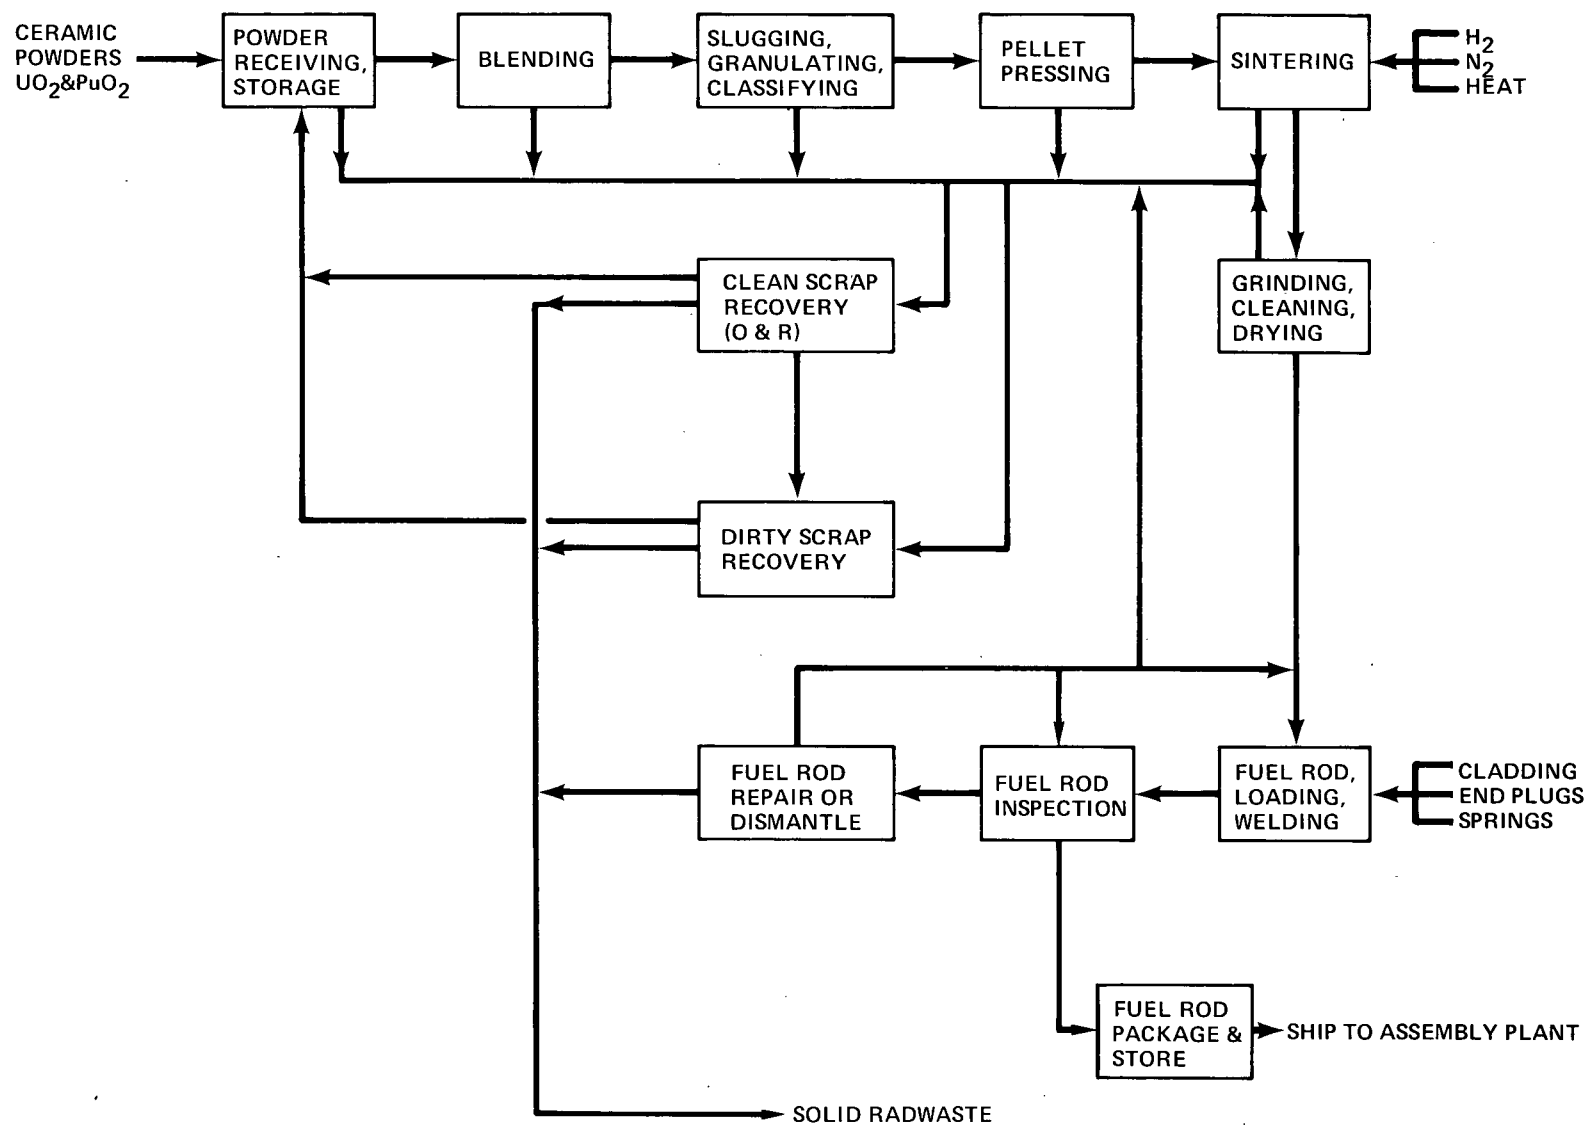 CERAMIC
POWDERS
UO2&PuO2
POWDER
RECEIVING,
STORAGE
BLENDING
SLUGGING,
GRANULATING,
CLASSIFYING
PELLET
PRESSING
SINTERING
H2
N2
HEAT
CLEAN SCRAP
RECOVERY
(O & R)
GRINDING,
CLEANING,
DRYING
DIRTY SCRAP
RECOVERY
FUEL ROD
REPAIR OR
DISMANTLE
FUEL ROD
INSPECTION
FUEL ROD,
LOADING,
WELDING
CLADDING
END PLUGS
SPRINGS
FUEL ROD
PACKAGE &
STORE
SHIP TO ASSEMBLY PLANT
SOLID RADWASTE